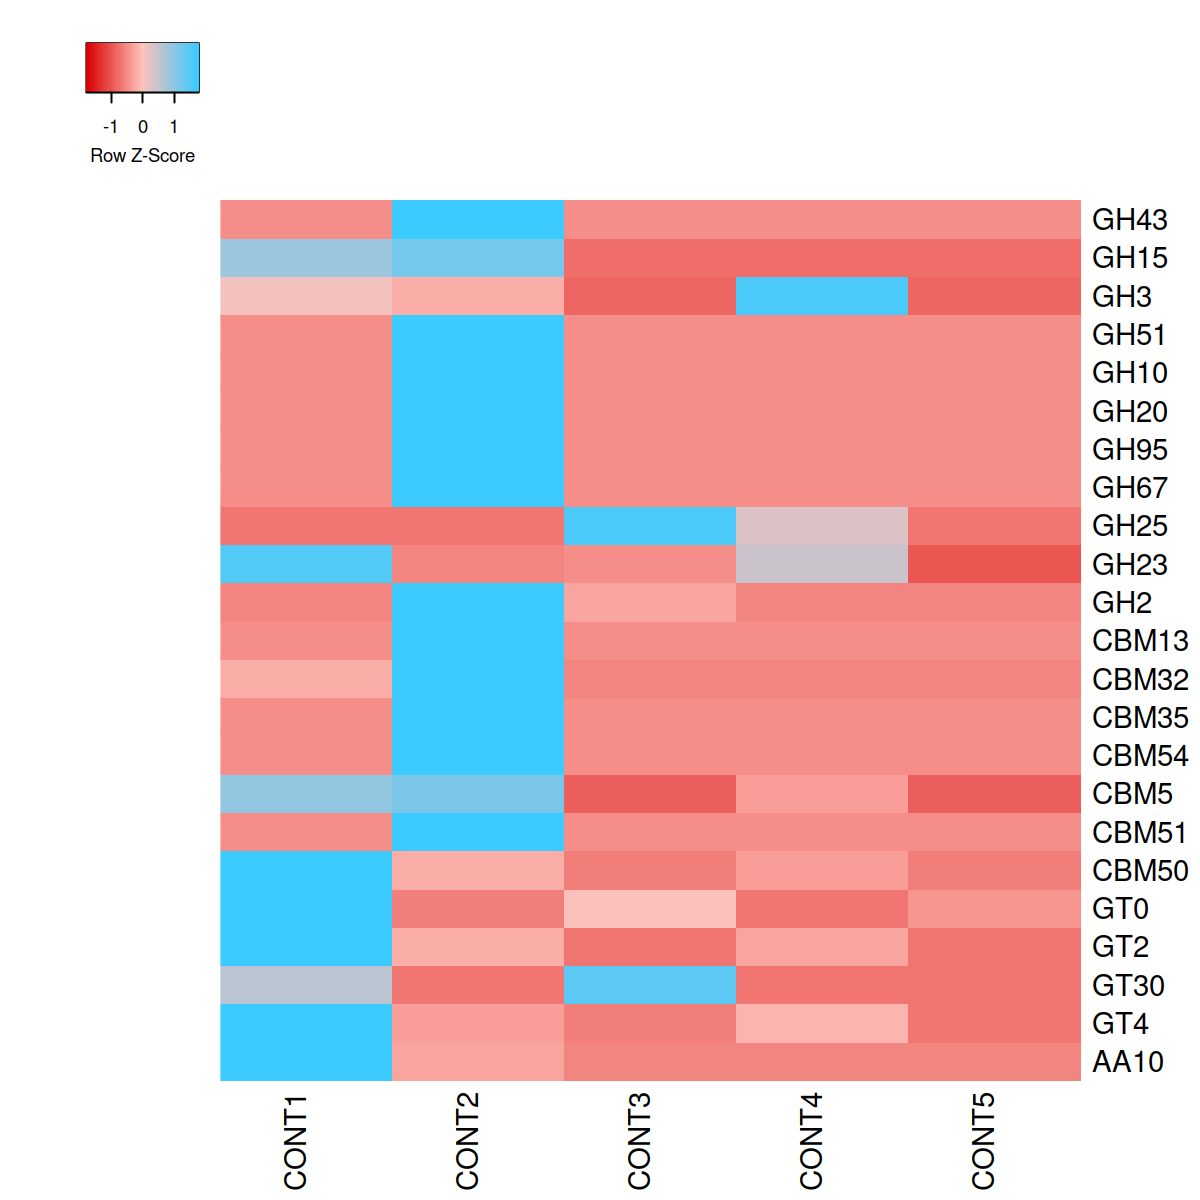 -1 0 1
Row Z-Score
GH43
GH15
GH3
GH51
GH10
GH20
GH95
GH67
GH25
GH23
GH2
CBM13
CBM32
CBM35
CBM54
CBM5
CBM51
CBM50
GT0
GT2
GT30
GT4
AA10
CONT1
CONT2
CONT3
CONT4
CONT5